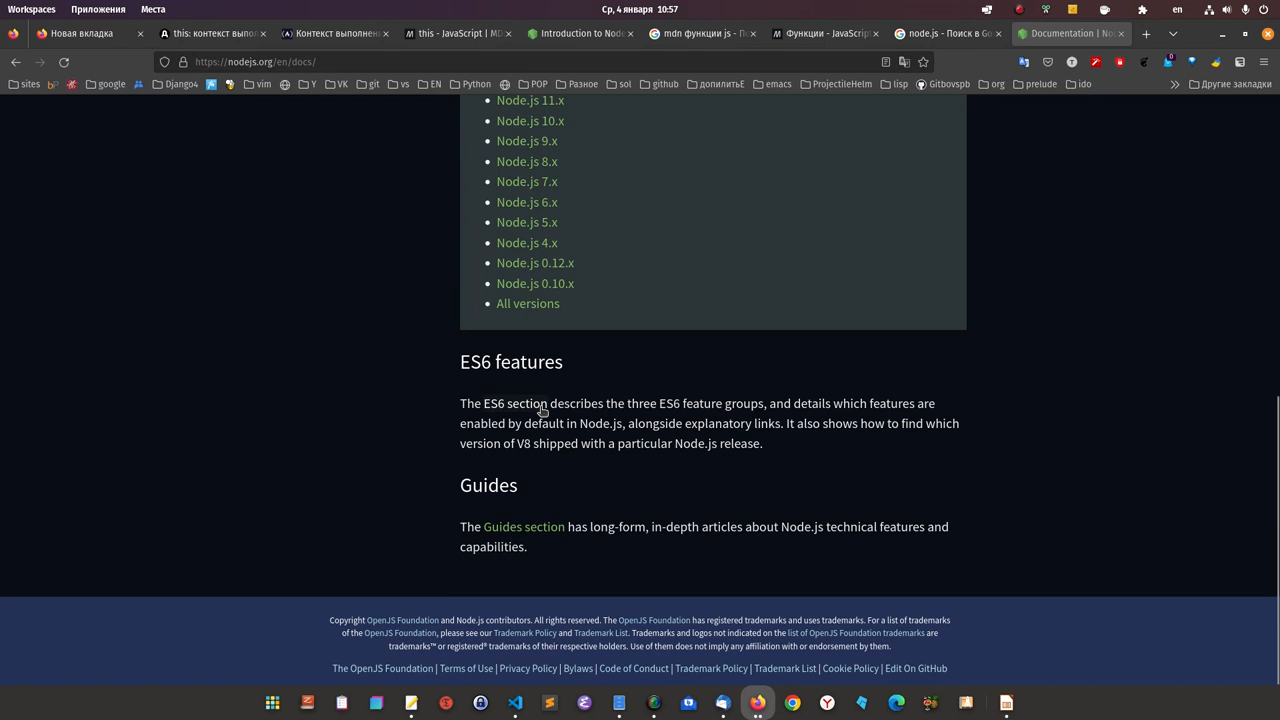 Workspaces Приложения Места Ср, 4 января 10:57 en
Новая вкладка this: контекст выпол Контекст выполнен this - JavaScript | MD Introduction to Node mdn функции js - По Функции - JavaScript node.js - Поиск в Go Documentation | No
https://nodejs.org/en/docs/
sites bp google Django4 vim Y VK git vs EN Python POP Разное sol github допилитьЕ emacs ProjectileHelm lisp Gitbovspb org prelude ido Другие закладки
Node.js 11.x
Node.js 10.x
Node.js 9.x
Node.js 8.x
Node.js 7.x
Node.js 6.x
Node.js 5.x
Node.js 4.x
Node.js 0.12.x
Node.js 0.10.x
All versions
ES6 features
The ES6 section describes the three ES6 feature groups, and details which features are
enabled by default in Node.js, alongside explanatory links. It also shows how to find which
version of V8 shipped with a particular Node.js release.
Guides
The Guides section has long-form, in-depth articles about Node.js technical features and
capabilities.
Copyright OpenJS Foundation and Node.js contributors. All rights reserved. The OpenJS Foundation has registered trademarks and uses trademarks. For a list of trademarks
of the OpenJS Foundation, please see our Trademark Policy and Trademark List. Trademarks and logos not indicated on the list of OpenJS Foundation trademarks are
trademarks™ or registered® trademarks of their respective holders. Use of them does not imply any affiliation with or endorsement by them.
The OpenJS Foundation | Terms of Use | Privacy Policy | Bylaws | Code of Conduct | Trademark Policy | Trademark List | Cookie Policy | Edit On GitHub